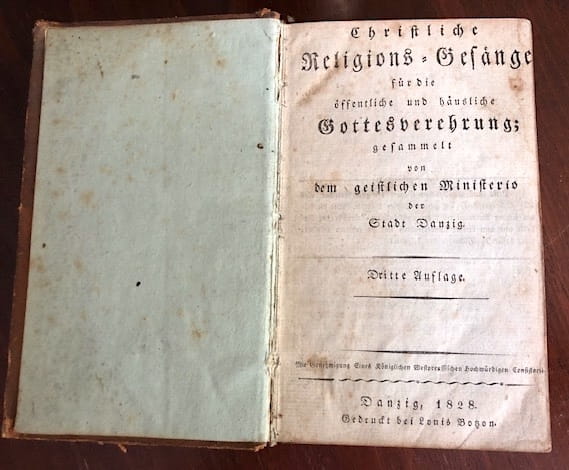 Christliche
Religions-Gesänge
für die
öffentliche und häusliche
Gottesverehrung;
gesammelt
von
dem geistlichen Ministerio
der
Stadt Danzig.
Dritte Auflage.
Mit Genehmigung Eines Königlichen Westpreußischen Hochwürdigen Consistorii.
Danzig, 1828.
Gedruckt bei Louis Botzon.